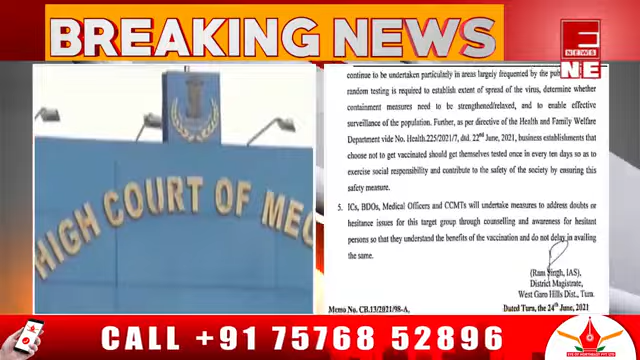 BREAKING NEWS
E
NEWS
NE
HIGH COURT OF MEG
continue to be undertaken particularly in areas largely frequented by the pub
random testing is required to establish extent of spread of the virus, determine whether
containment measures need to be strengthened/relaxed, and to enable effective
surveillance of the population. Further, as per directive of the Health and Family Welfare
Department vide No. Health.225/2021/7, dtd. 22nd June, 2021, business establishments that
choose not to get vaccinated should get themselves tested once in every ten days so as to
exercise social responsibility and contribute to the safety of the society by ensuring this
safety measure.
5. ICs, BDOs, Medical Officers and CCMTs will undertake measures to address doubts or
hesitance issues for this target group through counselling and awareness for hesitant
persons so that they understand the benefits of the vaccination and do not delay in availing
the same.
(Ram Singh, IAS)
District Magistrate,
West Garo Hills Dist., Tura.
Memo No. CB.13/2021/98-A,
Dated Tura, the 24th June, 2021
CALL +91 75768 52896
EYE OF NORTHEAST PVT LTD